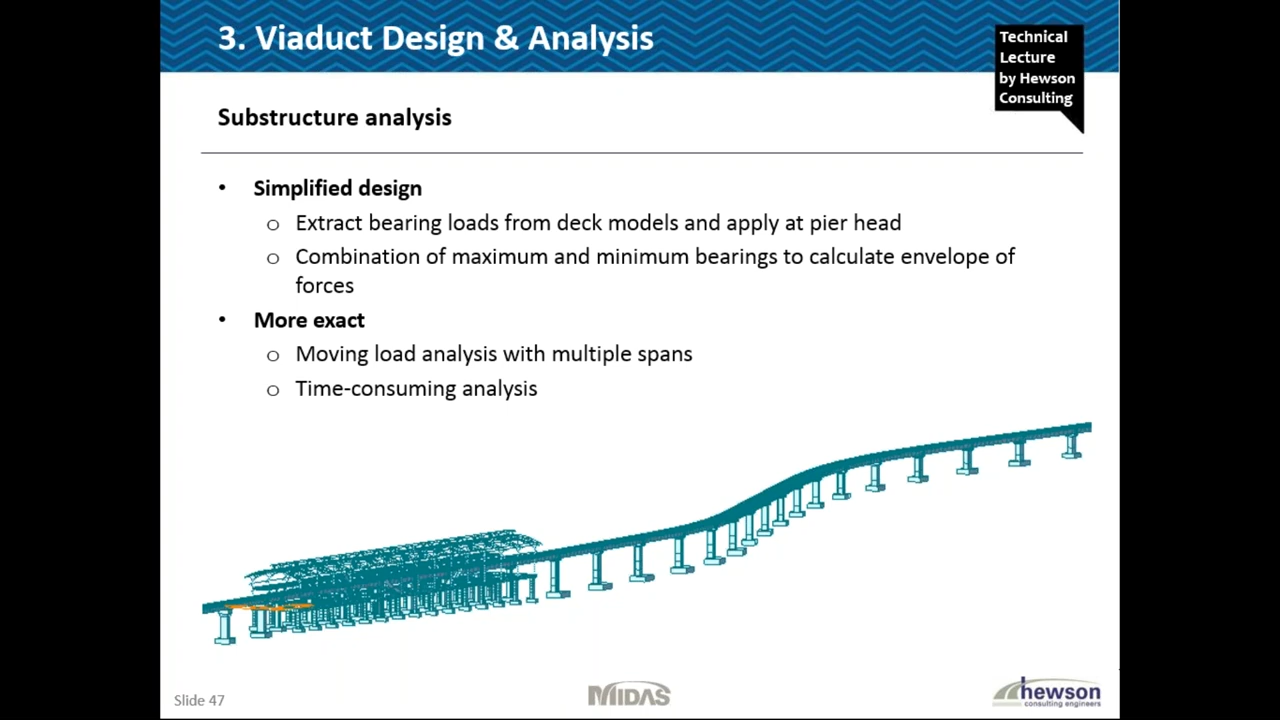 3. Viaduct Design & Analysis
Technical
Lecture
by Hewson
Consulting
Substructure analysis
• Simplified design
o Extract bearing loads from deck models and apply at pier head
o Combination of maximum and minimum bearings to calculate envelope of
forces
• More exact
o Moving load analysis with multiple spans
o Time-consuming analysis
Slide 47
MIDAS
hewson
consulting engineers